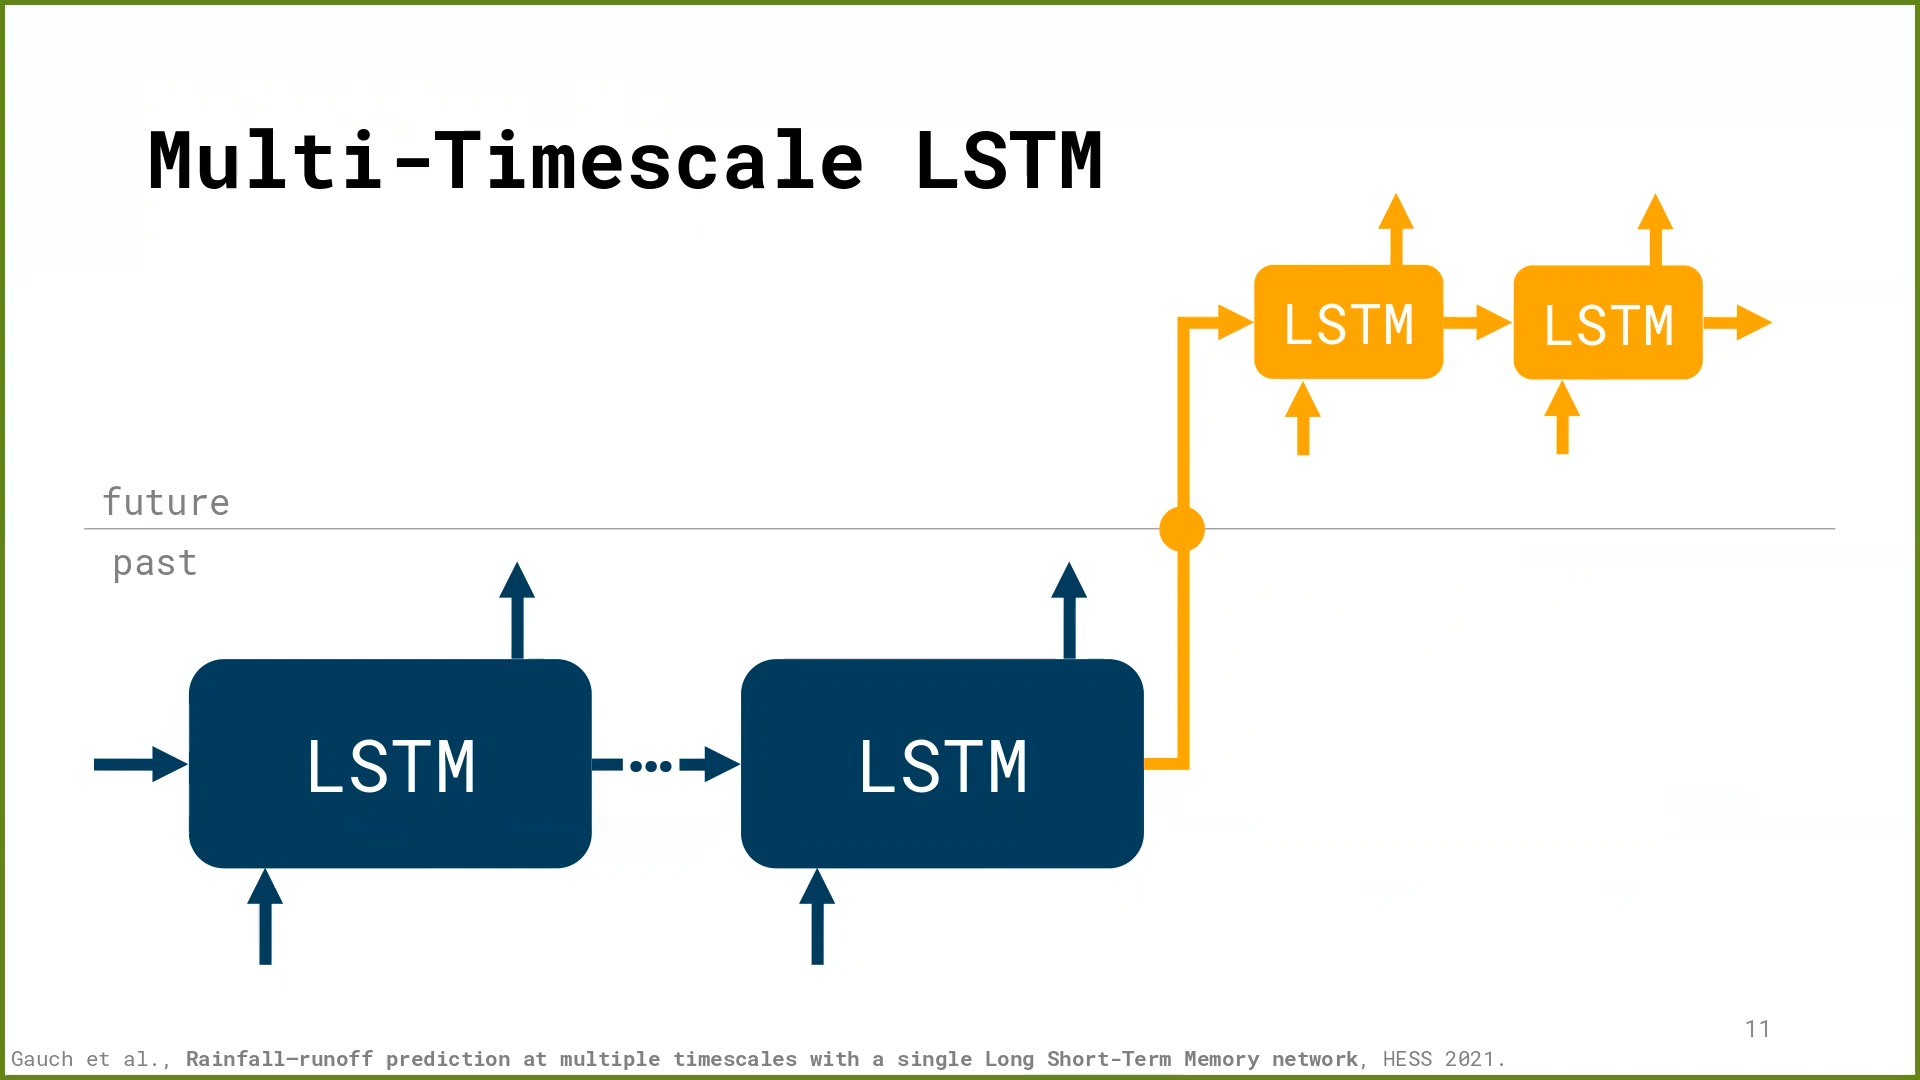 Multi-Timescale LSTM
LSTM LSTM
future
past
LSTM LSTM
11
Gauch et al., Rainfall–runoff prediction at multiple timescales with a single Long Short-Term Memory network, HESS 2021.